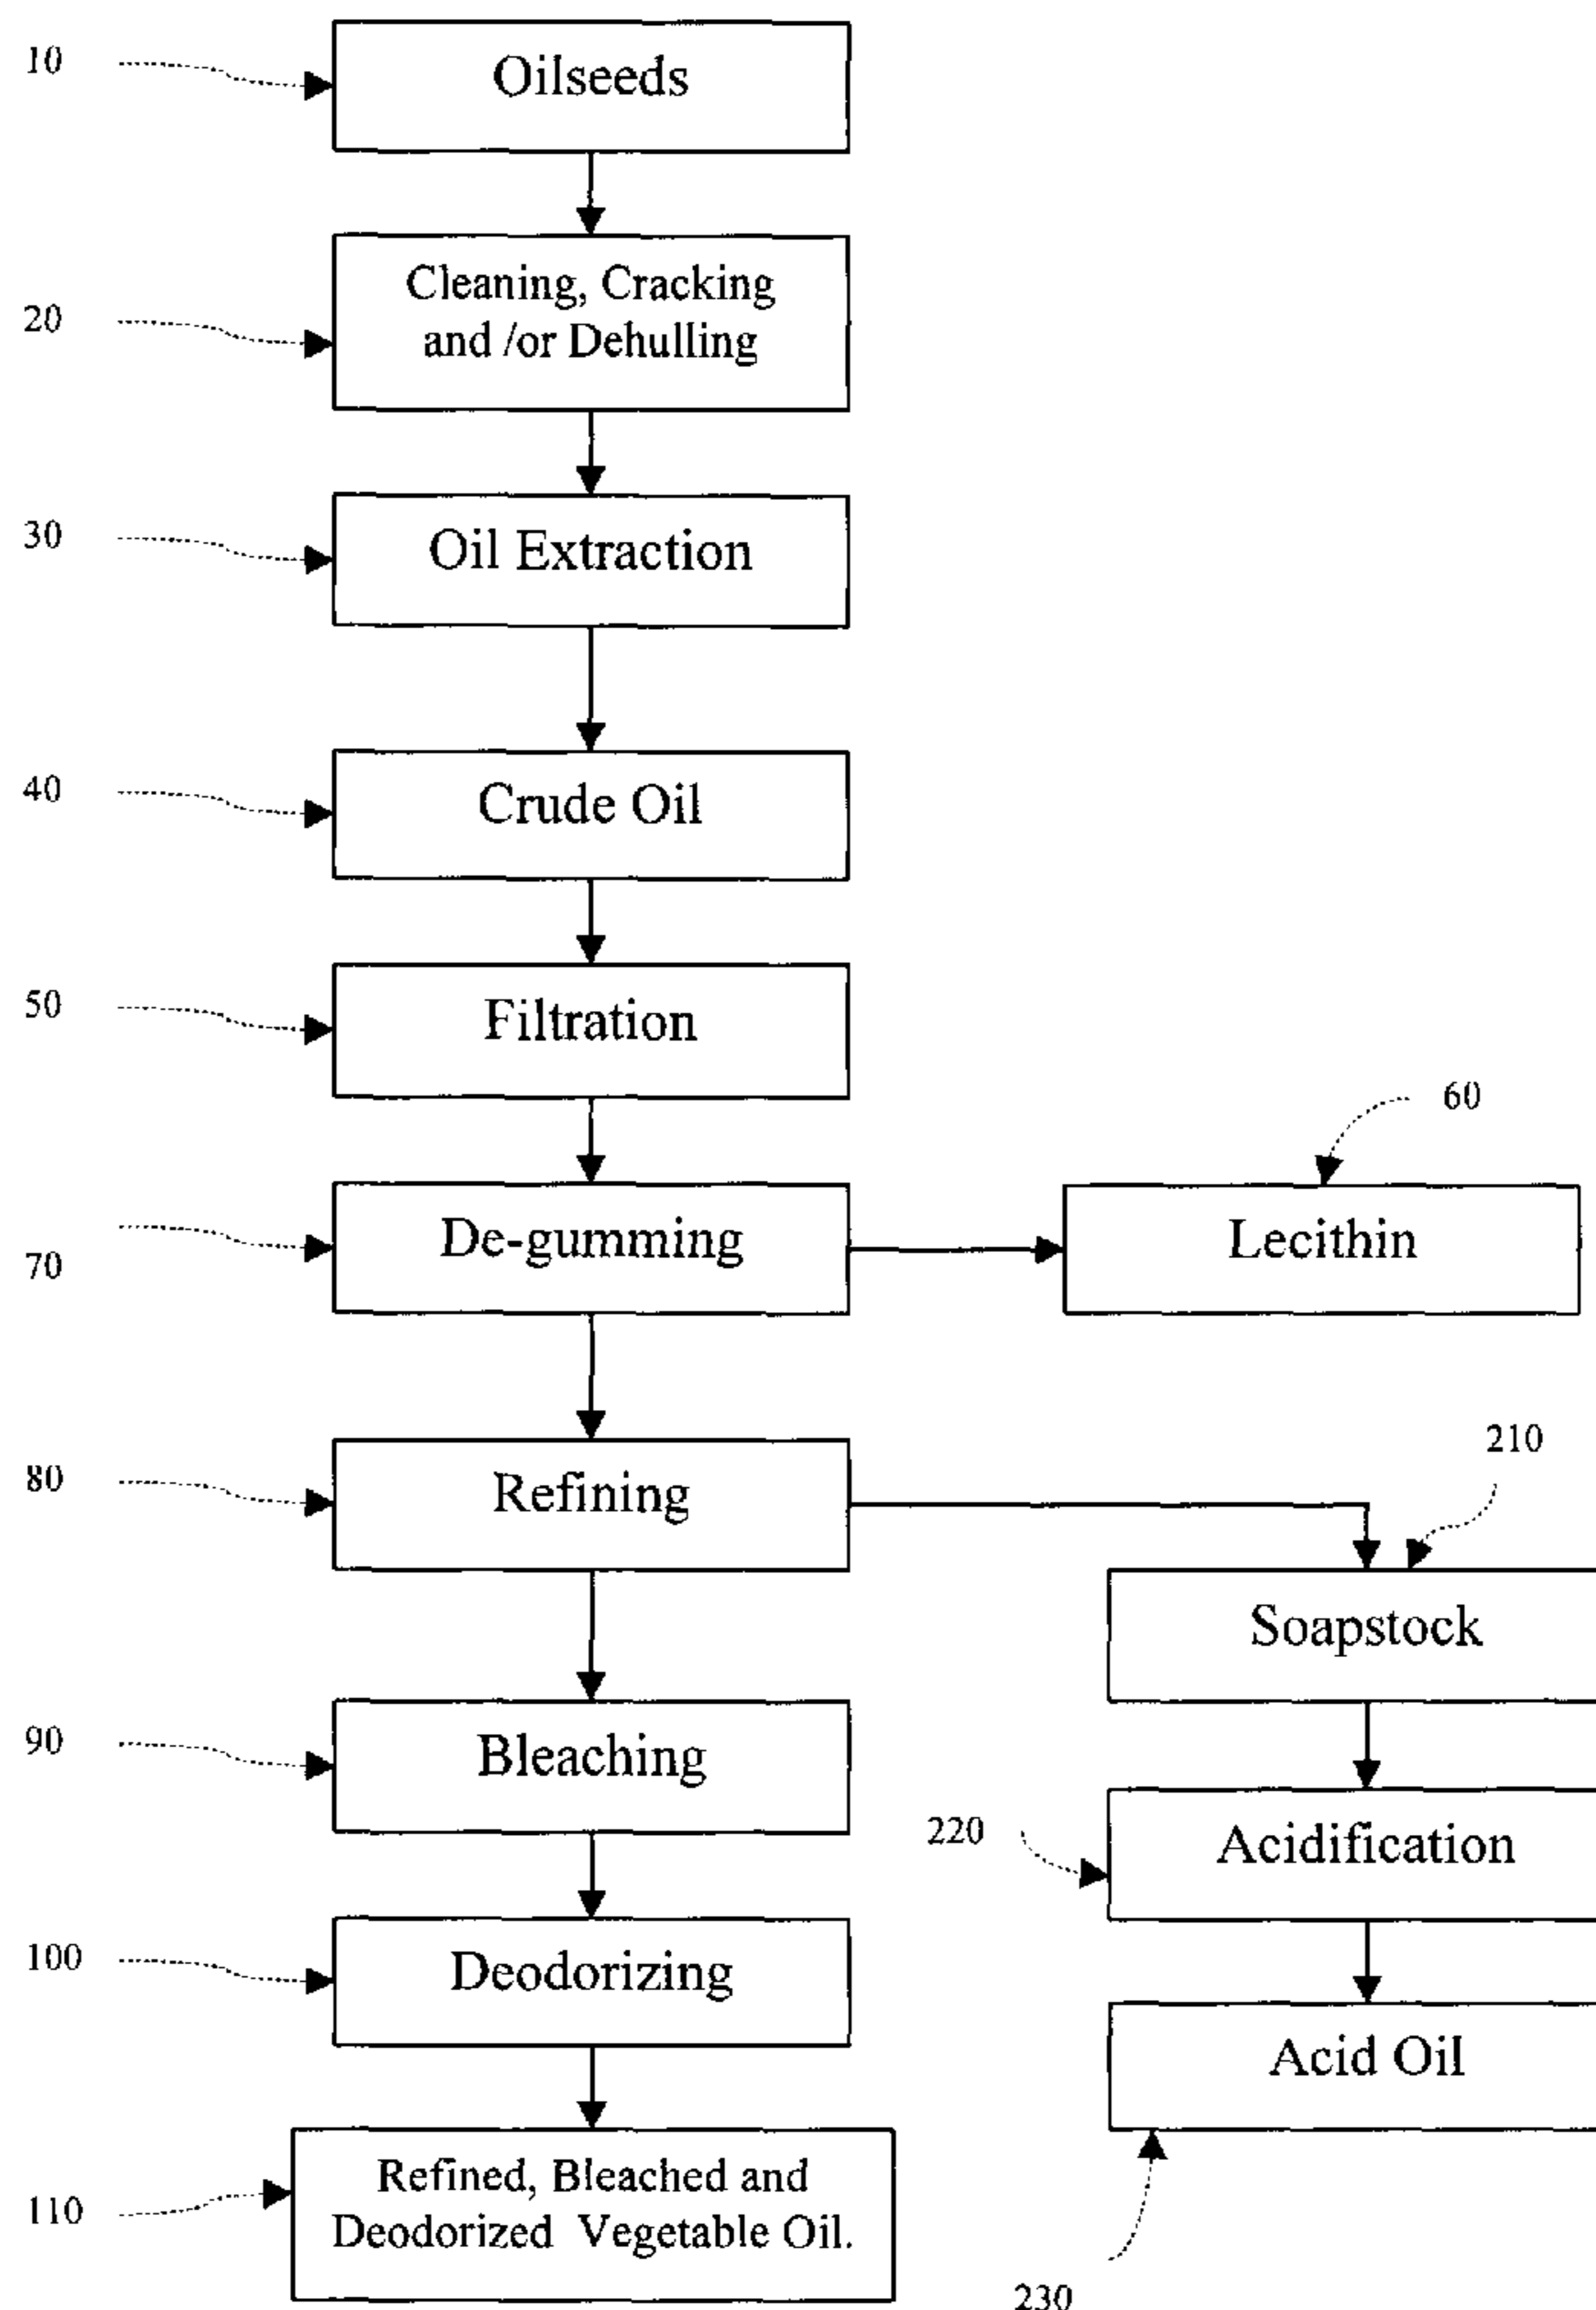 10
Oilseeds
20
Cleaning, Cracking
and /or Dehulling
30
Oil Extraction
40
Crude Oil
50
Filtration
60
70
De-gumming
Lecithin
80
Refining
210
Soapstock
90
Bleaching
220
Acidification
100
Deodorizing
Acid Oil
110
Refined, Bleached and
Deodorized Vegetable Oil.
230